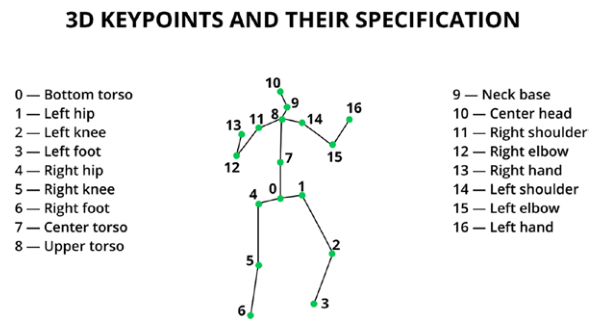 3D KEYPOINTS AND THEIR SPECIFICATION
0 — Bottom torso
1 — Left hip
2 — Left knee
3 — Left foot
4 — Right hip
5 — Right knee
6 — Right foot
7 — Center torso
8 — Upper torso
10
9
8
11
13
14
16
12
15
7
4
0
1
2
5
3
6
9 — Neck base
10 — Center head
11 — Right shoulder
12 — Right elbow
13 — Right hand
14 — Left shoulder
15 — Left elbow
16 — Left hand